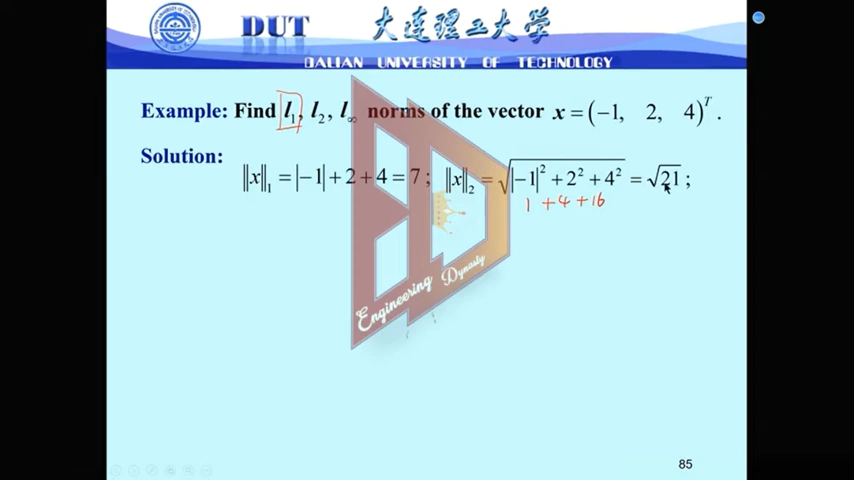 DUT 大连理工大学
DALIAN UNIVERSITY OF TECHNOLOGY
Example: Find l₁, l₂, l∞ norms of the vector x = (−1, 2, 4)ᵀ.
Solution: ‖x‖₁ = |−1| + 2 + 4 = 7 ; ‖x‖₂ = √(|−1|² + 2² + 4²) = √21 ;
1 + 4 + 16
Engineering Dynasty
85